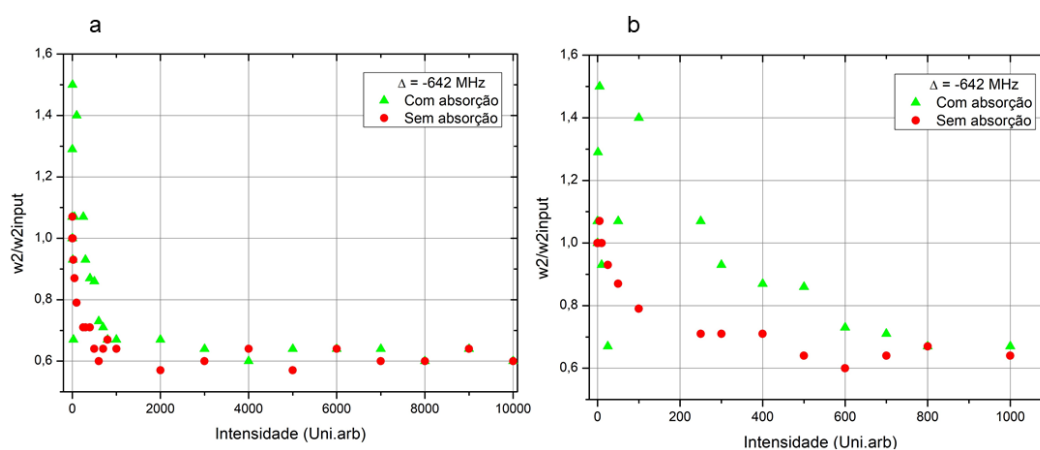 a
1,6
1,4
1,2
1,0
0,8
0,6
w2/w2input
Δ = -642 MHz
Com absorção
Sem absorção
0
2000
4000
6000
8000
10000
Intensidade (Uni.arb)
b
1,6
1,4
1,2
1,0
0,8
0,6
w2/w2input
Δ = -642 MHz
Com absorção
Sem absorção
0
200
400
600
800
1000
Intensidade (Uni.arb)